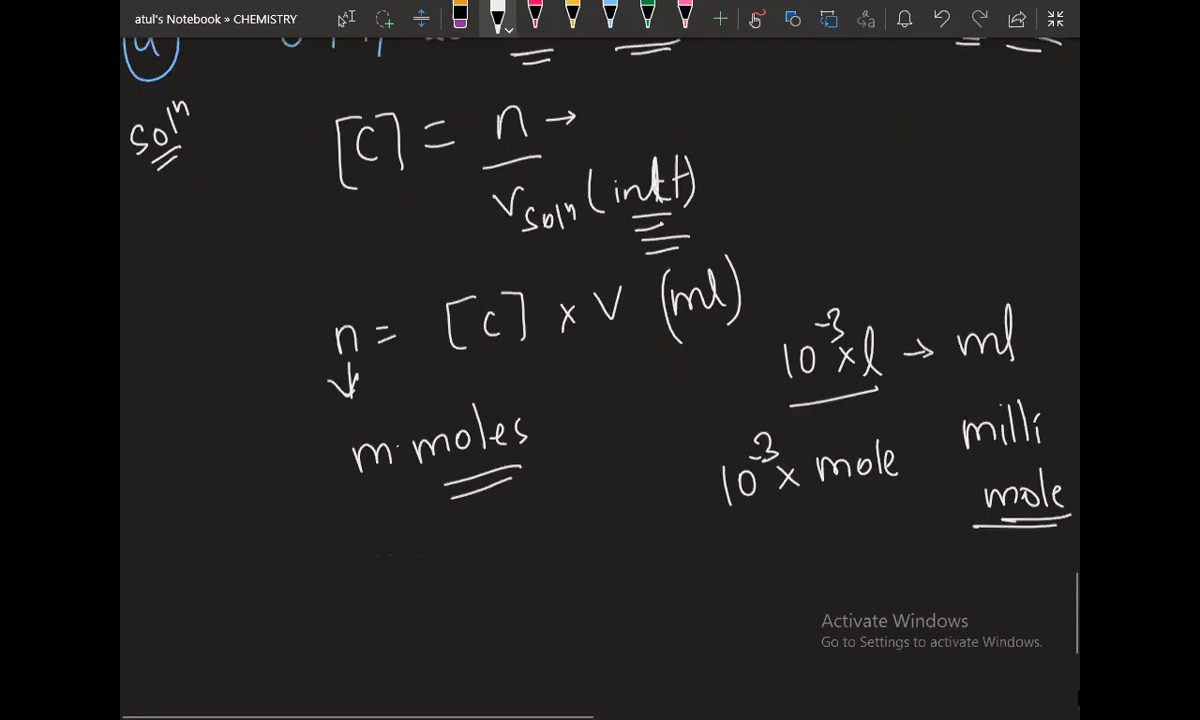 atul's Notebook » CHEMISTRY
Solⁿ
[C] = n →
V solⁿ (in lt)
n = [C] × V (ml)
10⁻³ × l → ml
m. moles
10⁻³ × mole
milli
mole
Activate Windows
Go to Settings to activate Windows.